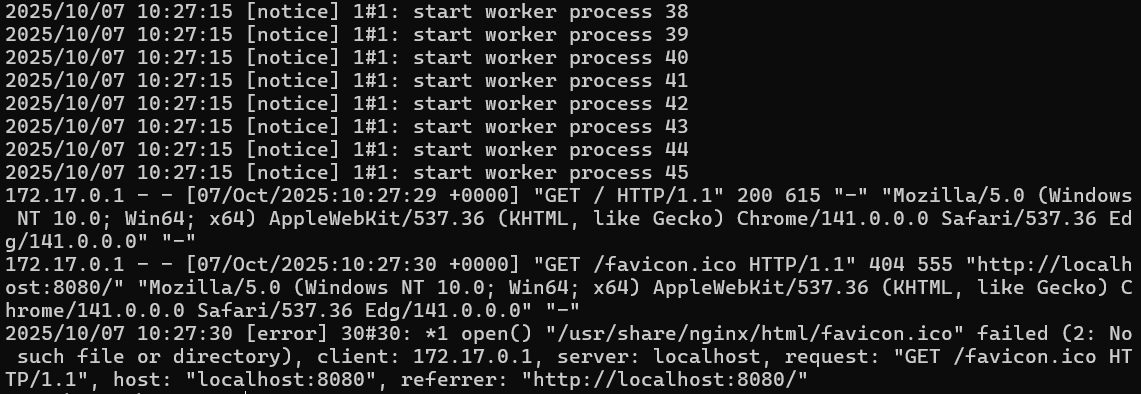 2025/10/07 10:27:15 [notice] 1#1: start worker process 38
2025/10/07 10:27:15 [notice] 1#1: start worker process 39
2025/10/07 10:27:15 [notice] 1#1: start worker process 40
2025/10/07 10:27:15 [notice] 1#1: start worker process 41
2025/10/07 10:27:15 [notice] 1#1: start worker process 42
2025/10/07 10:27:15 [notice] 1#1: start worker process 43
2025/10/07 10:27:15 [notice] 1#1: start worker process 44
2025/10/07 10:27:15 [notice] 1#1: start worker process 45
172.17.0.1 - - [07/Oct/2025:10:27:29 +0000] "GET / HTTP/1.1" 200 615 "-" "Mozilla/5.0 (Windows
 NT 10.0; Win64; x64) AppleWebKit/537.36 (KHTML, like Gecko) Chrome/141.0.0.0 Safari/537.36 Ed
g/141.0.0.0" "-"
172.17.0.1 - - [07/Oct/2025:10:27:30 +0000] "GET /favicon.ico HTTP/1.1" 404 555 "http://localh
ost:8080/" "Mozilla/5.0 (Windows NT 10.0; Win64; x64) AppleWebKit/537.36 (KHTML, like Gecko) C
hrome/141.0.0.0 Safari/537.36 Edg/141.0.0.0" "-"
2025/10/07 10:27:30 [error] 30#30: *1 open() "/usr/share/nginx/html/favicon.ico" failed (2: No
 such file or directory), client: 172.17.0.1, server: localhost, request: "GET /favicon.ico HT
TP/1.1", host: "localhost:8080", referrer: "http://localhost:8080/"